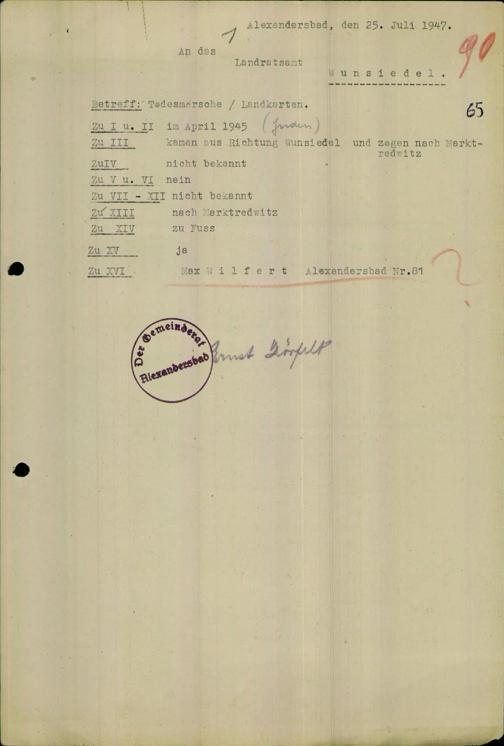 Alexandersbad, den 25. Juli 1947.
1
90
An das
Landratsamt
Wunsiedel.
65
Betreff: Todesmärsche / Landkarten.
Zu I u. II im April 1945 (Juden)
Zu III kamen aus Richtung Wunsiedel und zogen nach Markt-
redwitz
ZuIV nicht bekannt
Zu V u. VI nein
Zu VII - XII nicht bekannt
Zu XIII nach Marktredwitz
Zu XIV zu Fuss
Zu XV ja
Zu XVI Max Wilfert Alexandersbad Nr.81
?
Der Gemeinderat
Alexandersbad
Ernst